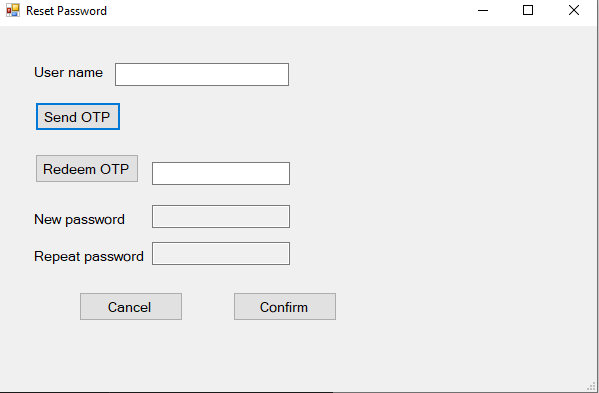 Reset Password
User name
Send OTP
Redeem OTP
New password
Repeat password
Cancel Confirm